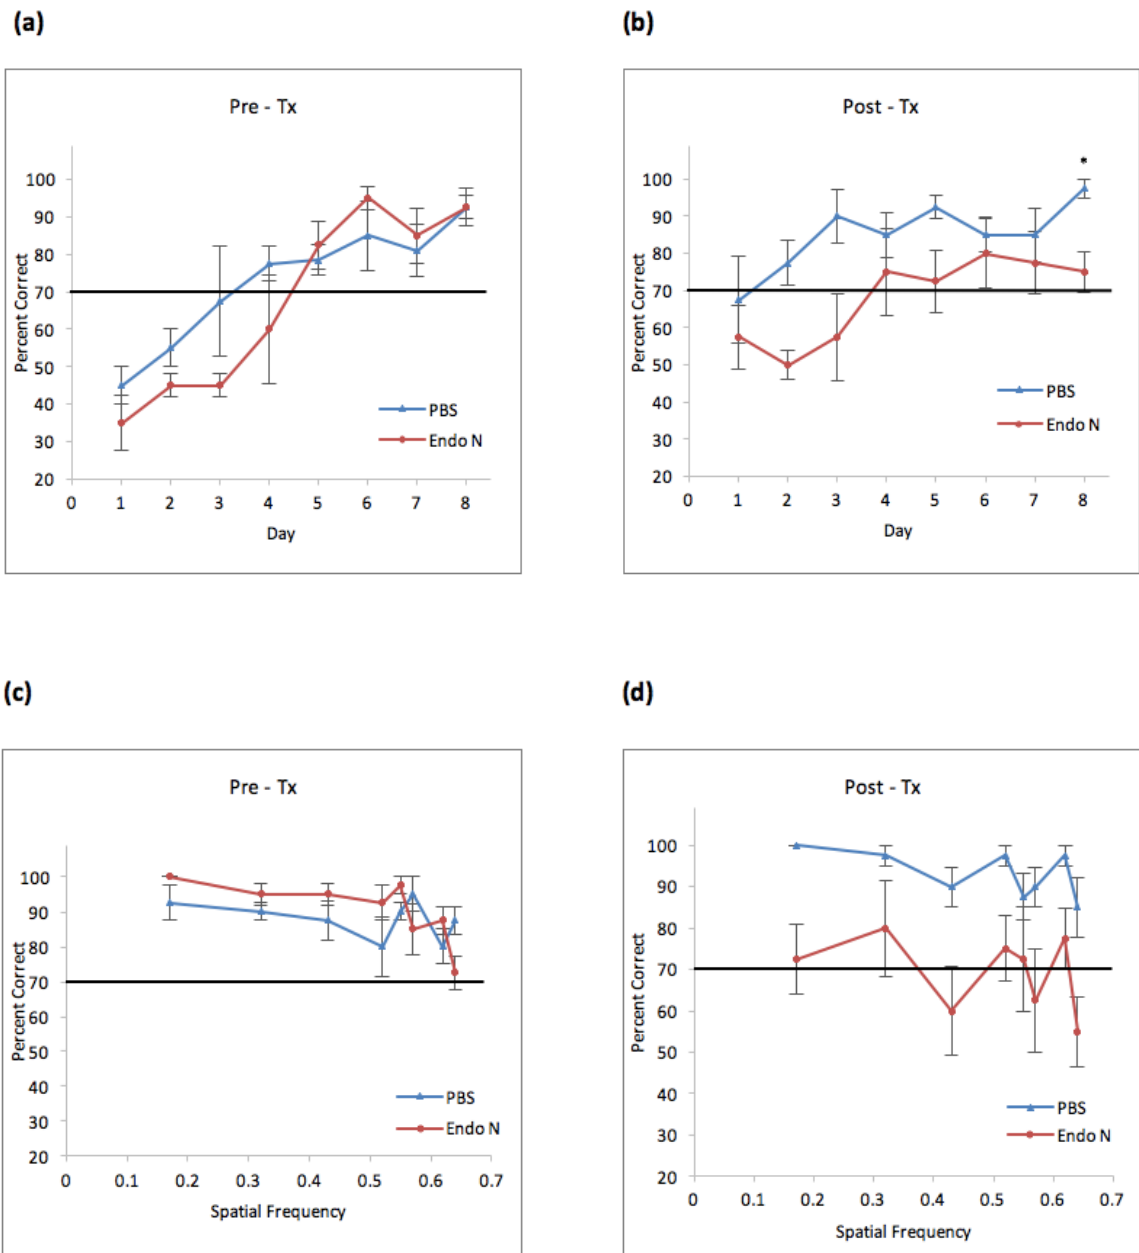 (a)
Pre - Tx
Percent Correct
100
90
80
70
60
50
40
30
20
0 1 2 3 4 5 6 7 8
Day
PBS
Endo N
(b)
Post - Tx
*
Percent Correct
100
90
80
70
60
50
40
30
20
0 1 2 3 4 5 6 7 8
Day
PBS
Endo N
(c)
Pre - Tx
Percent Correct
100
90
80
70
60
50
40
30
20
0 0.1 0.2 0.3 0.4 0.5 0.6 0.7
Spatial Frequency
PBS
Endo N
(d)
Post - Tx
Percent Correct
100
90
80
70
60
50
40
30
20
0 0.1 0.2 0.3 0.4 0.5 0.6 0.7
Spatial Frequency
PBS
Endo N